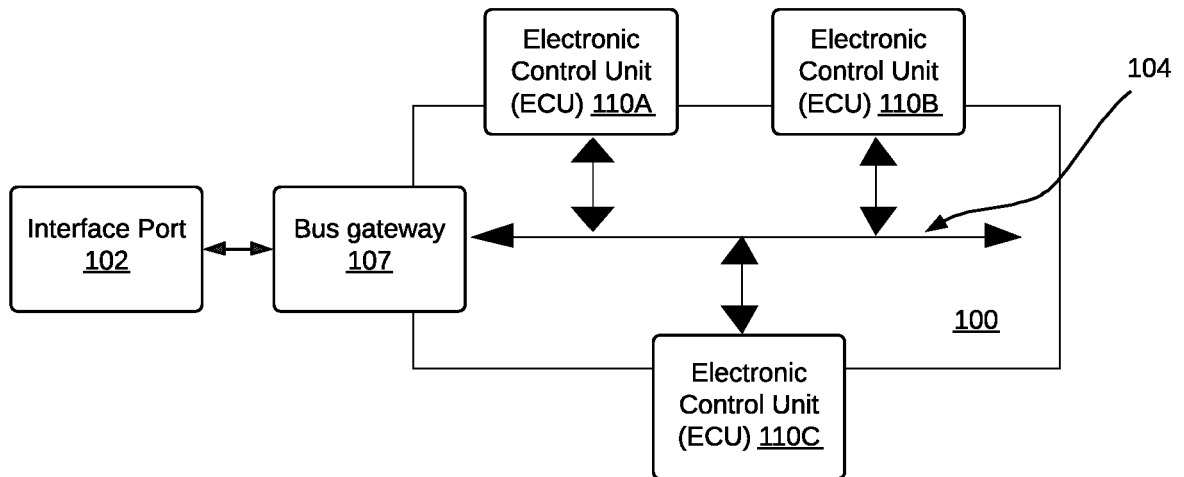 Electronic
Control Unit
(ECU) 110A
Electronic
Control Unit
(ECU) 110B
104
Interface Port
102
Bus gateway
107
100
Electronic
Control Unit
(ECU) 110C